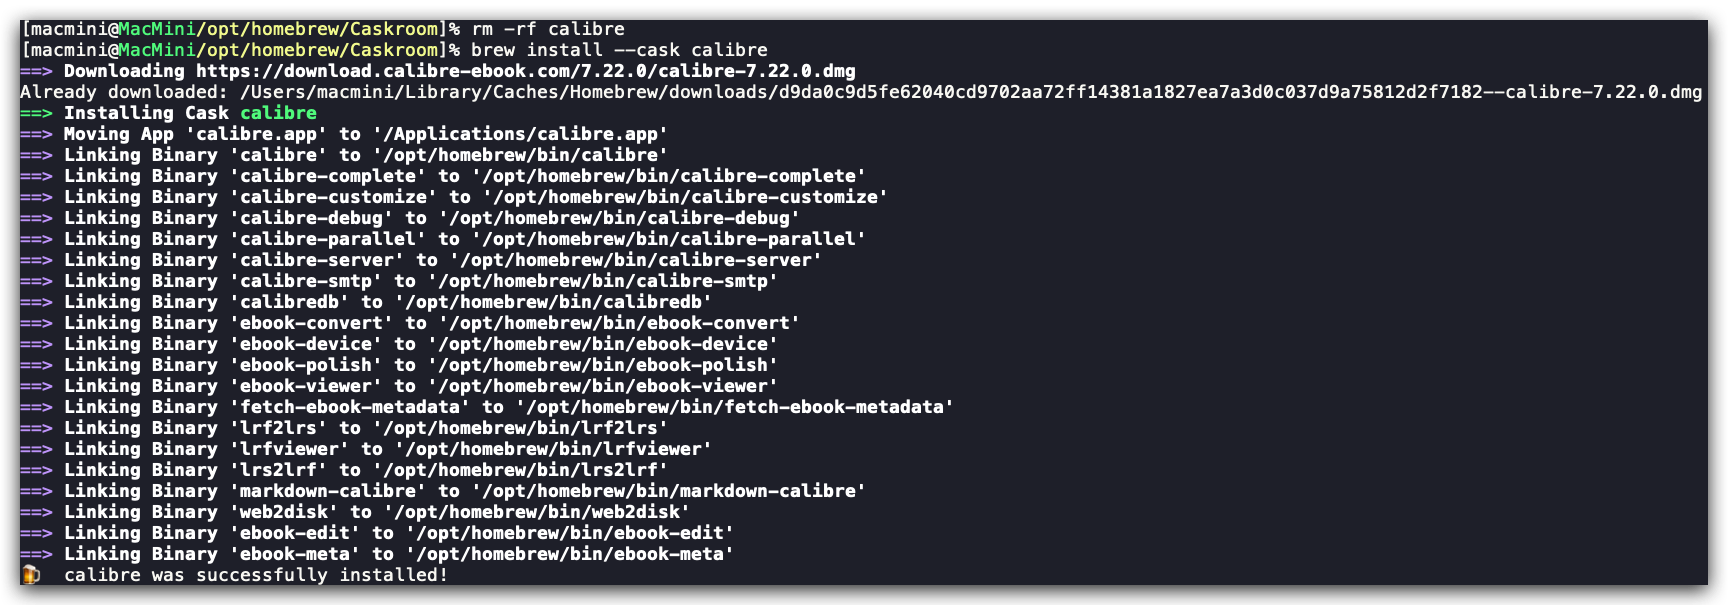 [macmini@MacMini/opt/homebrew/Caskroom]% rm -rf calibre
[macmini@MacMini/opt/homebrew/Caskroom]% brew install --cask calibre
==> Downloading https://download.calibre-ebook.com/7.22.0/calibre-7.22.0.dmg
Already downloaded: /Users/macmini/Library/Caches/Homebrew/downloads/d9da0c9d5fe62040cd9702aa72ff14381a1827ea7a3d0c037d9a75812d2f7182--calibre-7.22.0.dmg
==> Installing Cask calibre
==> Moving App 'calibre.app' to '/Applications/calibre.app'
==> Linking Binary 'calibre' to '/opt/homebrew/bin/calibre'
==> Linking Binary 'calibre-complete' to '/opt/homebrew/bin/calibre-complete'
==> Linking Binary 'calibre-customize' to '/opt/homebrew/bin/calibre-customize'
==> Linking Binary 'calibre-debug' to '/opt/homebrew/bin/calibre-debug'
==> Linking Binary 'calibre-parallel' to '/opt/homebrew/bin/calibre-parallel'
==> Linking Binary 'calibre-server' to '/opt/homebrew/bin/calibre-server'
==> Linking Binary 'calibre-smtp' to '/opt/homebrew/bin/calibre-smtp'
==> Linking Binary 'calibredb' to '/opt/homebrew/bin/calibredb'
==> Linking Binary 'ebook-convert' to '/opt/homebrew/bin/ebook-convert'
==> Linking Binary 'ebook-device' to '/opt/homebrew/bin/ebook-device'
==> Linking Binary 'ebook-polish' to '/opt/homebrew/bin/ebook-polish'
==> Linking Binary 'ebook-viewer' to '/opt/homebrew/bin/ebook-viewer'
==> Linking Binary 'fetch-ebook-metadata' to '/opt/homebrew/bin/fetch-ebook-metadata'
==> Linking Binary 'lrf2lrs' to '/opt/homebrew/bin/lrf2lrs'
==> Linking Binary 'lrfviewer' to '/opt/homebrew/bin/lrfviewer'
==> Linking Binary 'lrs2lrf' to '/opt/homebrew/bin/lrs2lrf'
==> Linking Binary 'markdown-calibre' to '/opt/homebrew/bin/markdown-calibre'
==> Linking Binary 'web2disk' to '/opt/homebrew/bin/web2disk'
==> Linking Binary 'ebook-edit' to '/opt/homebrew/bin/ebook-edit'
==> Linking Binary 'ebook-meta' to '/opt/homebrew/bin/ebook-meta'
🍺 calibre was successfully installed!